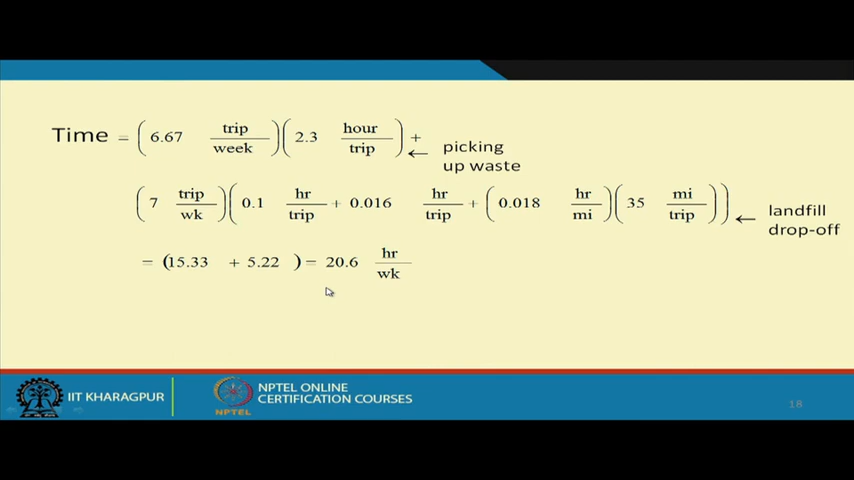 Time = (6.67 trip/week)(2.3 hour/trip) +
← picking up waste
(7 trip/wk)(0.1 hr/trip + 0.016 hr/trip + (0.018 hr/mi)(35 mi/trip))
← landfill drop-off
= (15.33 + 5.22 ) = 20.6 hr/wk
IIT KHARAGPUR
NPTEL
NPTEL ONLINE
CERTIFICATION COURSES
18